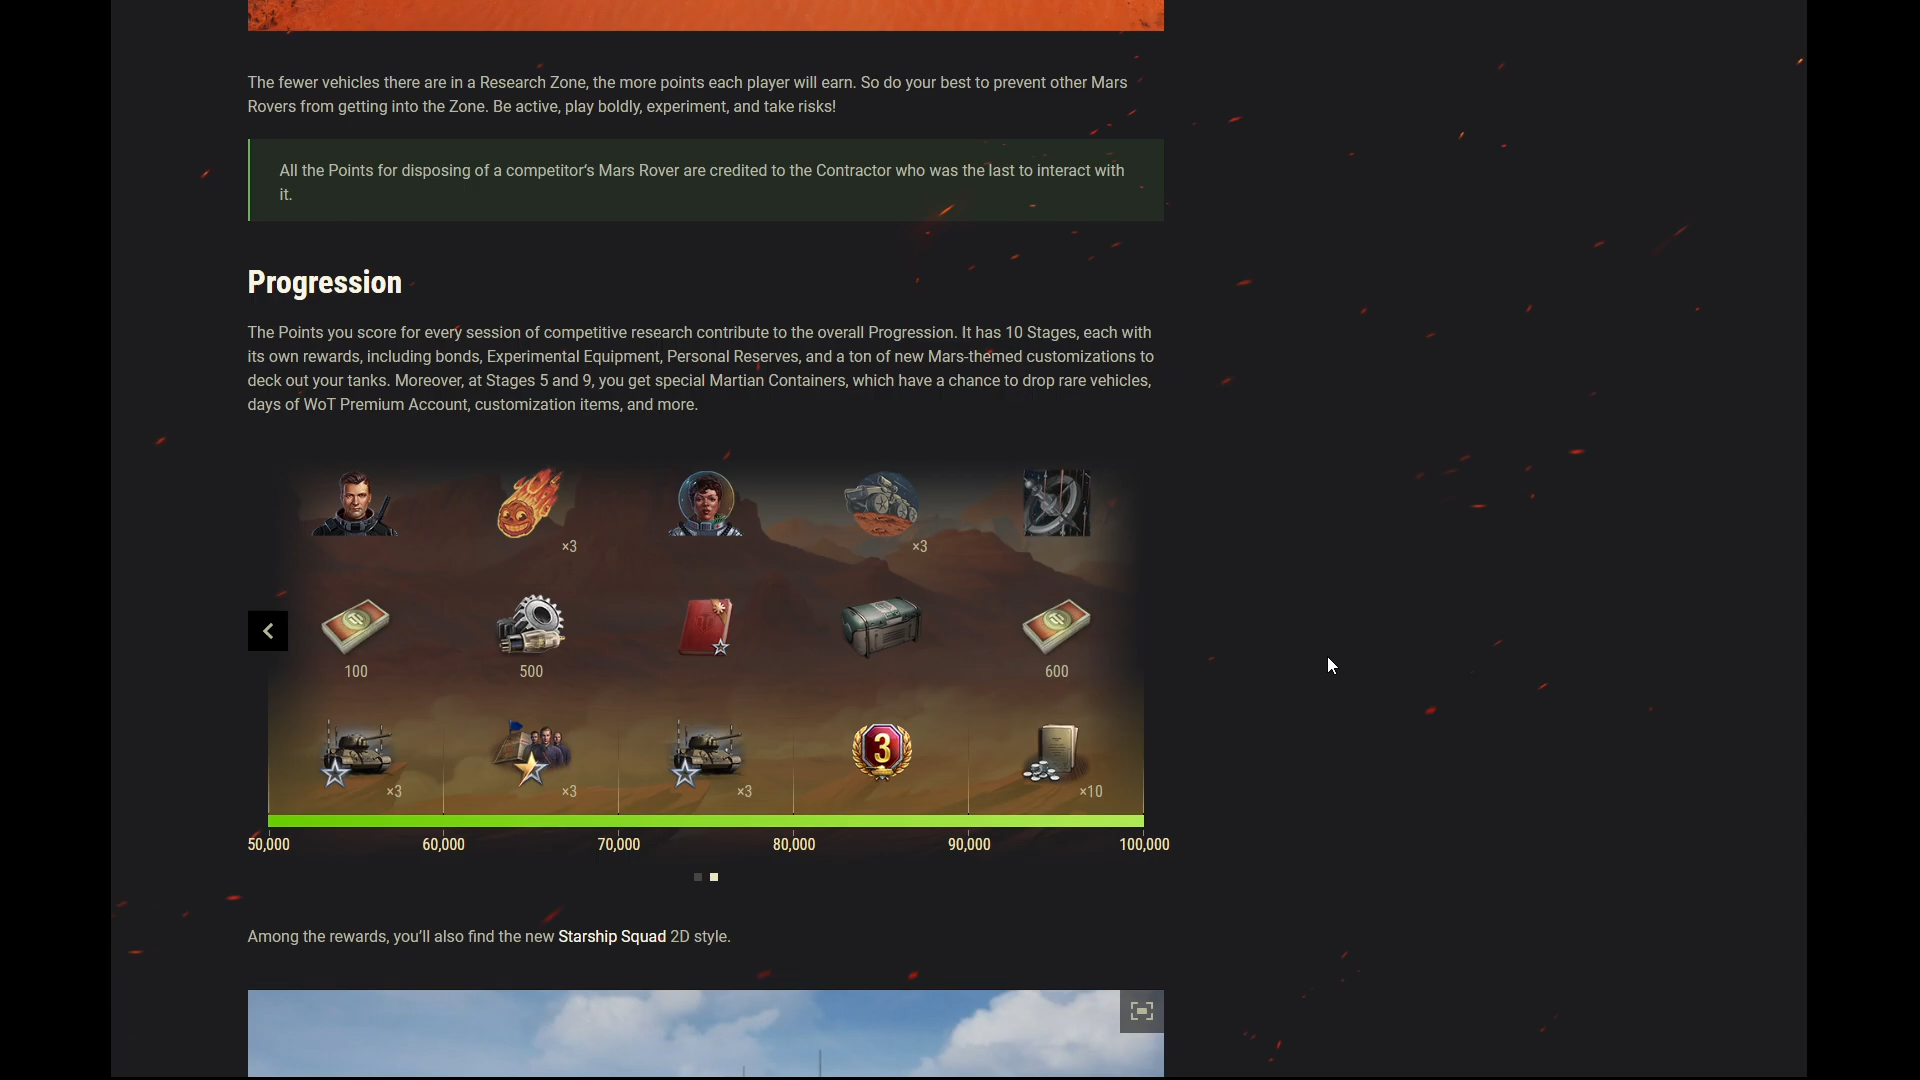 The fewer vehicles there are in a Research Zone, the more points each player will earn. So do your best to prevent other Mars
Rovers from getting into the Zone. Be active, play boldly, experiment, and take risks!
All the Points for disposing of a competitor’s Mars Rover are credited to the Contractor who was the last to interact with
it.
Progression
The Points you score for every session of competitive research contribute to the overall Progression. It has 10 Stages, each with
its own rewards, including bonds, Experimental Equipment, Personal Reserves, and a ton of new Mars-themed customizations to
deck out your tanks. Moreover, at Stages 5 and 9, you get special Martian Containers, which have a chance to drop rare vehicles,
days of WoT Premium Account, customization items, and more.
×3 ×3
100 500 600
3
×3 ×3 ×3 ×10
50,000 60,000 70,000 80,000 90,000 100,000
Among the rewards, you’ll also find the new Starship Squad 2D style.